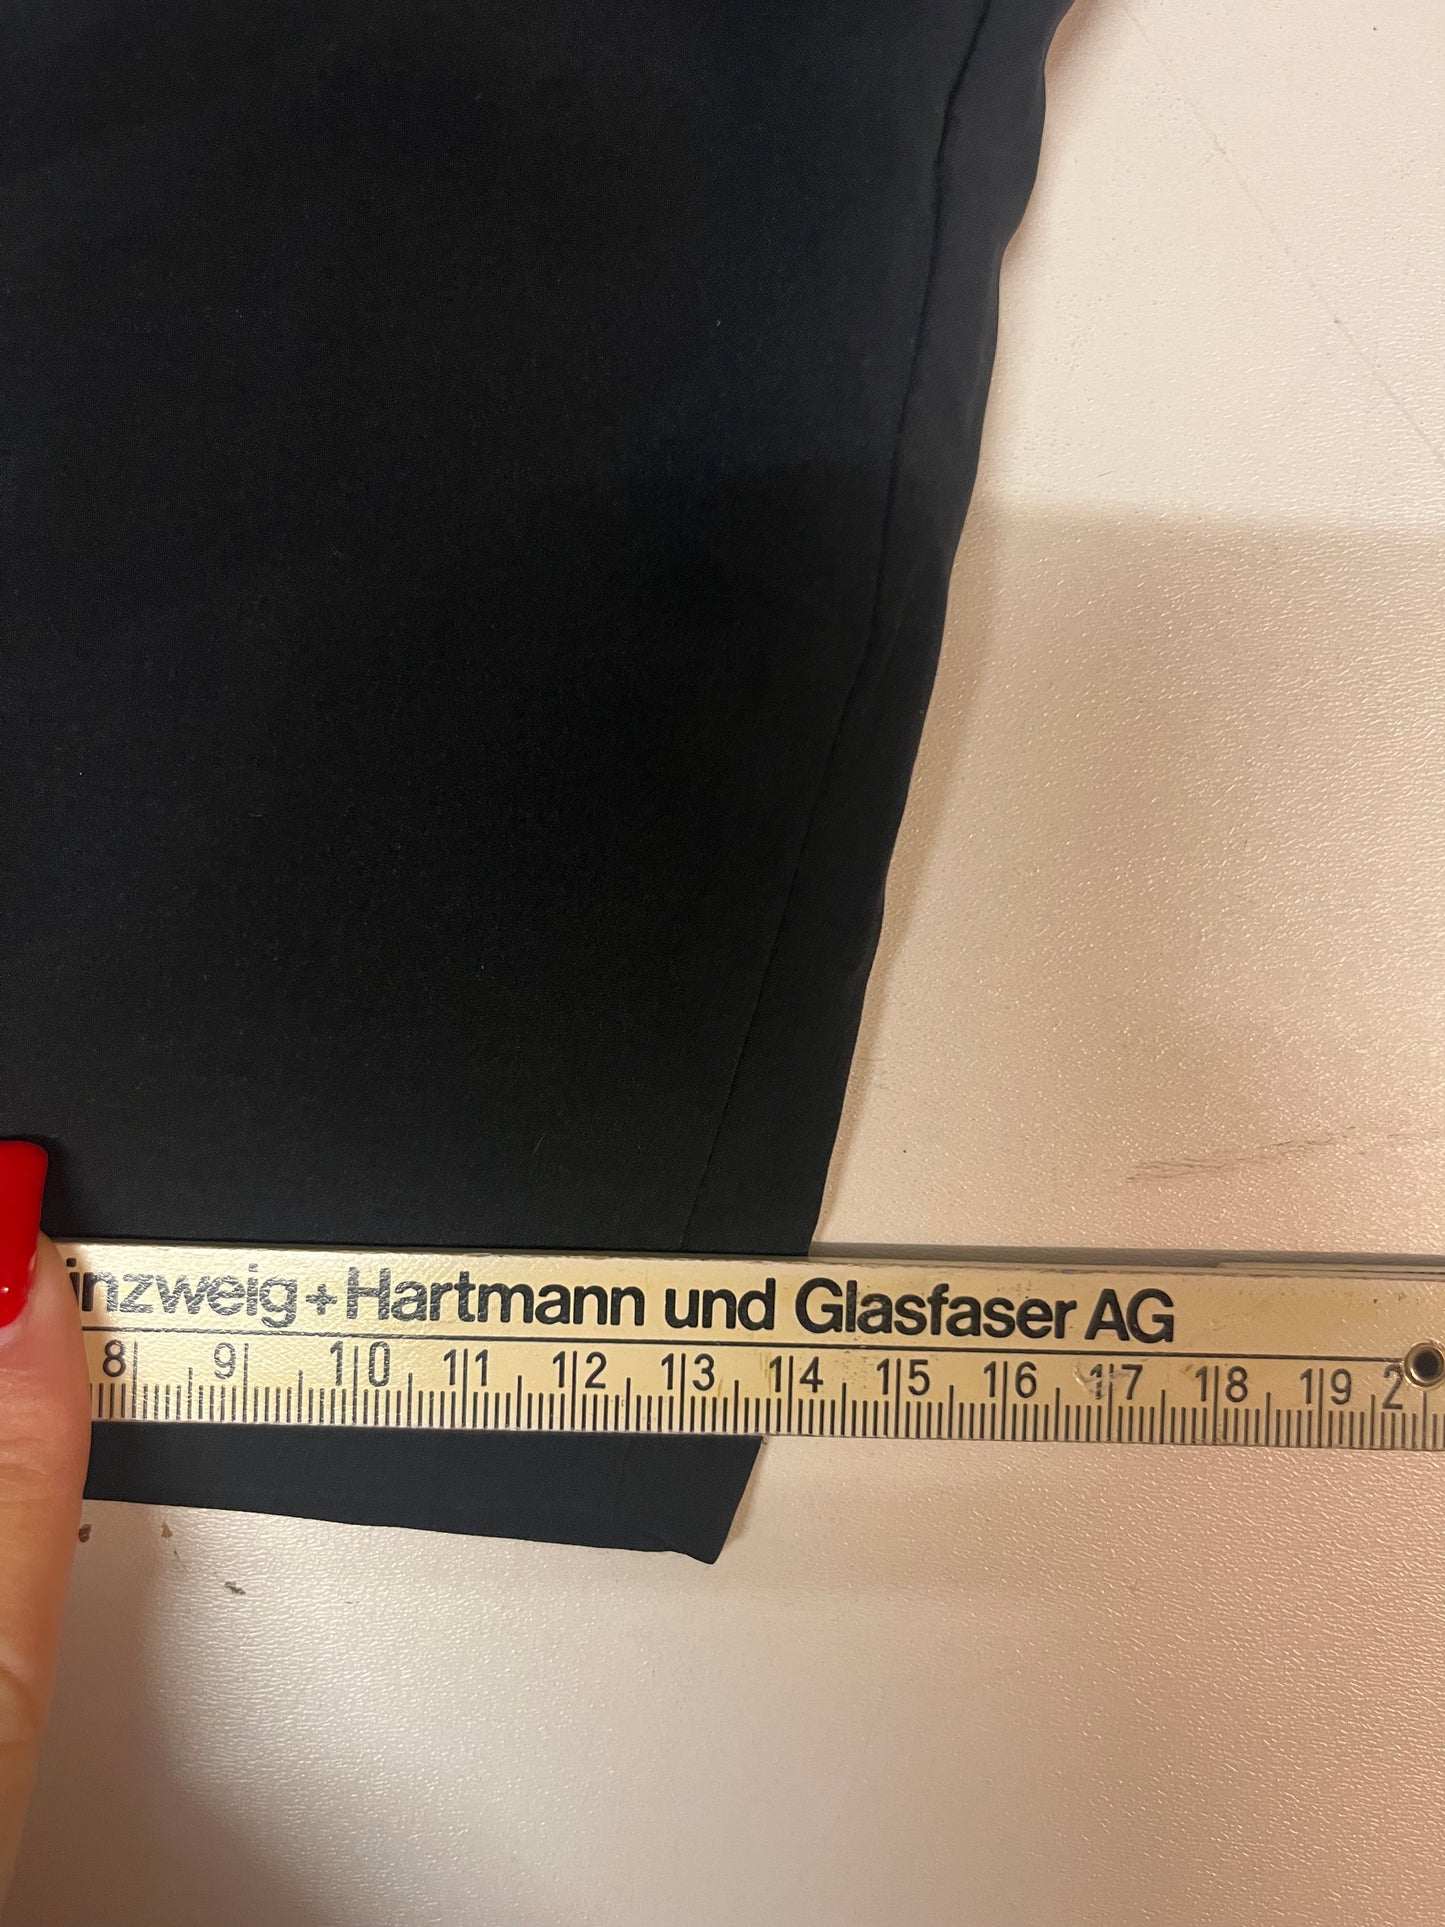 inzweig+Hartmann und Glasfaser AG
8 9 10 11 12 13 14 15 16 17 18 19 2